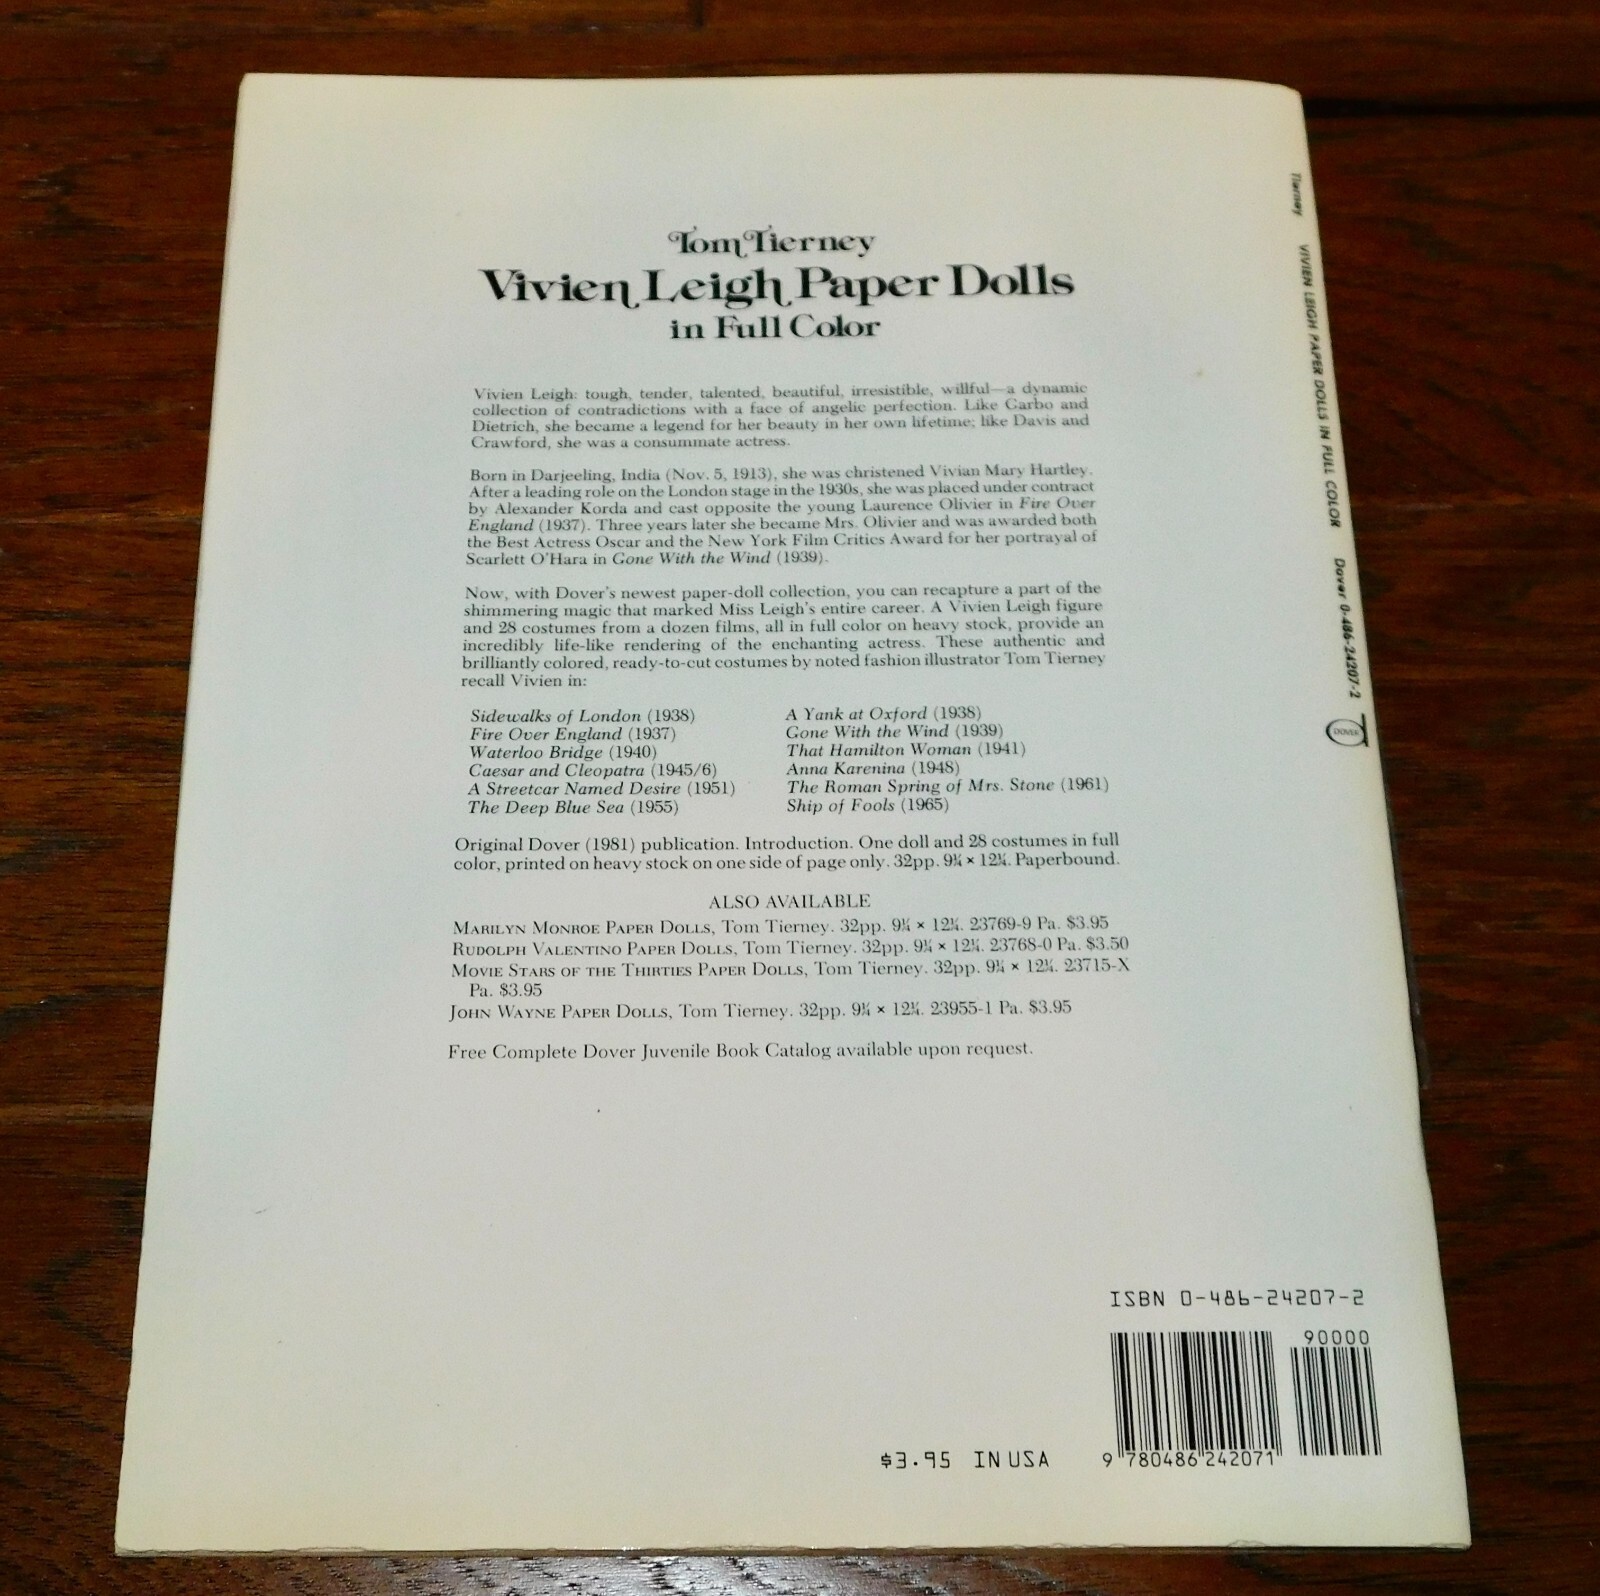 Tom Tierney
Vivien Leigh Paper Dolls
in Full Color
Vivien Leigh: tough, tender, talented, beautiful, irresistible, willful—a dynamic
collection of contradictions with a face of angelic perfection. Like Garbo and
Dietrich, she became a legend for her beauty in her own lifetime; like Davis and
Crawford, she was a consummate actress.
Born in Darjeeling, India (Nov. 5, 1913), she was christened Vivian Mary Hartley.
After a leading role on the London stage in the 1930s, she was placed under contract
by Alexander Korda and cast opposite the young Laurence Olivier in Fire Over
England (1937). Three years later she became Mrs. Olivier and was awarded both
the Best Actress Oscar and the New York Film Critics Award for her portrayal of
Scarlett O'Hara in Gone With the Wind (1939).
Now, with Dover's newest paper-doll collection, you can recapture a part of the
shimmering magic that marked Miss Leigh's entire career. A Vivien Leigh figure
and 28 costumes from a dozen films, all in full color on heavy stock, provide an
incredibly life-like rendering of the enchanting actress. These authentic and
brilliantly colored, ready-to-cut costumes by noted fashion illustrator Tom Tierney
recall Vivien in:
Sidewalks of London (1938)
Fire Over England (1937)
Waterloo Bridge (1940)
Caesar and Cleopatra (1945/6)
A Streetcar Named Desire (1951)
The Deep Blue Sea (1955)
A Yank at Oxford (1938)
Gone With the Wind (1939)
That Hamilton Woman (1941)
Anna Karenina (1948)
The Roman Spring of Mrs. Stone (1961)
Ship of Fools (1965)
Original Dover (1981) publication. Introduction. One doll and 28 costumes in full
color, printed on heavy stock on one side of page only. 32pp. 9¼ × 12¼. Paperbound.
ALSO AVAILABLE
MARILYN MONROE PAPER DOLLS, Tom Tierney. 32pp. 9¼ × 12¼. 23769-9 Pa. $3.95
RUDOLPH VALENTINO PAPER DOLLS, Tom Tierney. 32pp. 9¼ × 12¼. 23768-0 Pa. $3.50
MOVIE STARS OF THE THIRTIES PAPER DOLLS, Tom Tierney. 32pp. 9¼ × 12¼. 23715-X
Pa. $3.95
JOHN WAYNE PAPER DOLLS, Tom Tierney. 32pp. 9¼ × 12¼. 23955-1 Pa. $3.95
Free Complete Dover Juvenile Book Catalog available upon request.
ISBN 0-486-24207-2
90000
9 780486 242071
$3.95 IN USA
Tierney VIVIEN LEIGH PAPER DOLLS IN FULL COLOR Dover 0-486-24207-2
DOVER